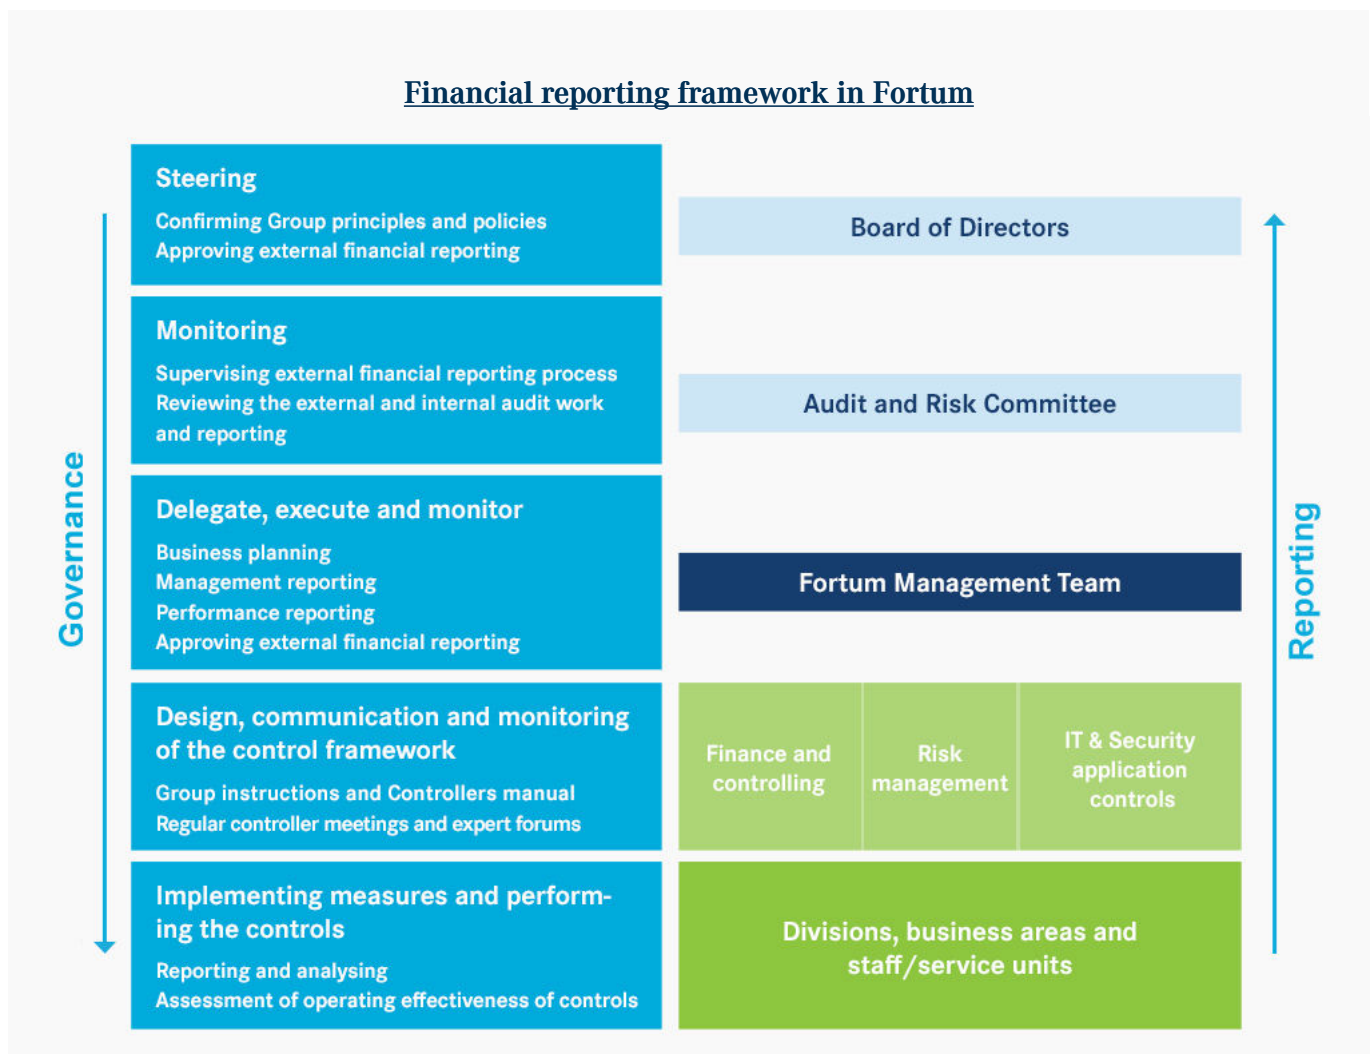 Financial reporting framework in Fortum
Governance
Steering
Confirming Group principles and policies
Approving external financial reporting
Board of Directors
Monitoring
Supervising external financial reporting process
Reviewing the external and internal audit work
and reporting
Audit and Risk Committee
Delegate, execute and monitor
Business planning
Management reporting
Performance reporting
Approving external financial reporting
Fortum Management Team
Design, communication and monitoring
of the control framework
Group instructions and Controllers manual
Regular controller meetings and expert forums
Finance and
controlling
Risk
management
IT & Security
application
controls
Implementing measures and perform-
ing the controls
Reporting and analysing
Assessment of operating effectiveness of controls
Divisions, business areas and
staff/service units
Reporting